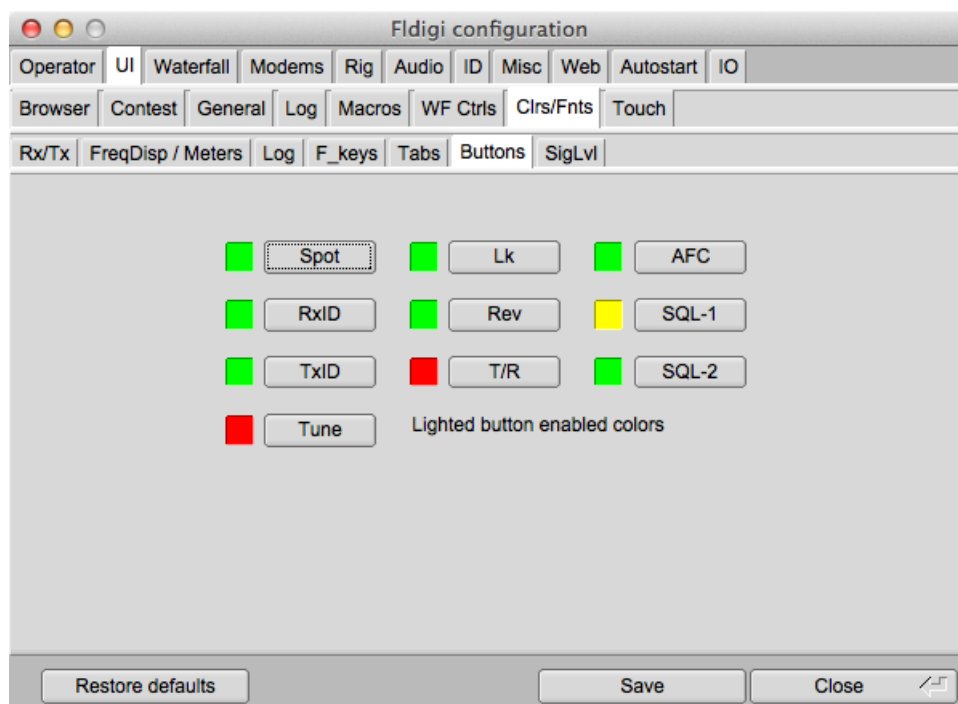 Fldigi configuration
Operator UI Waterfall Modems Rig Audio ID Misc Web Autostart IO
Browser Contest General Log Macros WF Ctrls Clrs/Fnts Touch
Rx/Tx FreqDisp / Meters Log F_keys Tabs Buttons SigLvl
Spot Lk AFC
RxID Rev SQL-1
TxID T/R SQL-2
Tune Lighted button enabled colors
Restore defaults Save Close